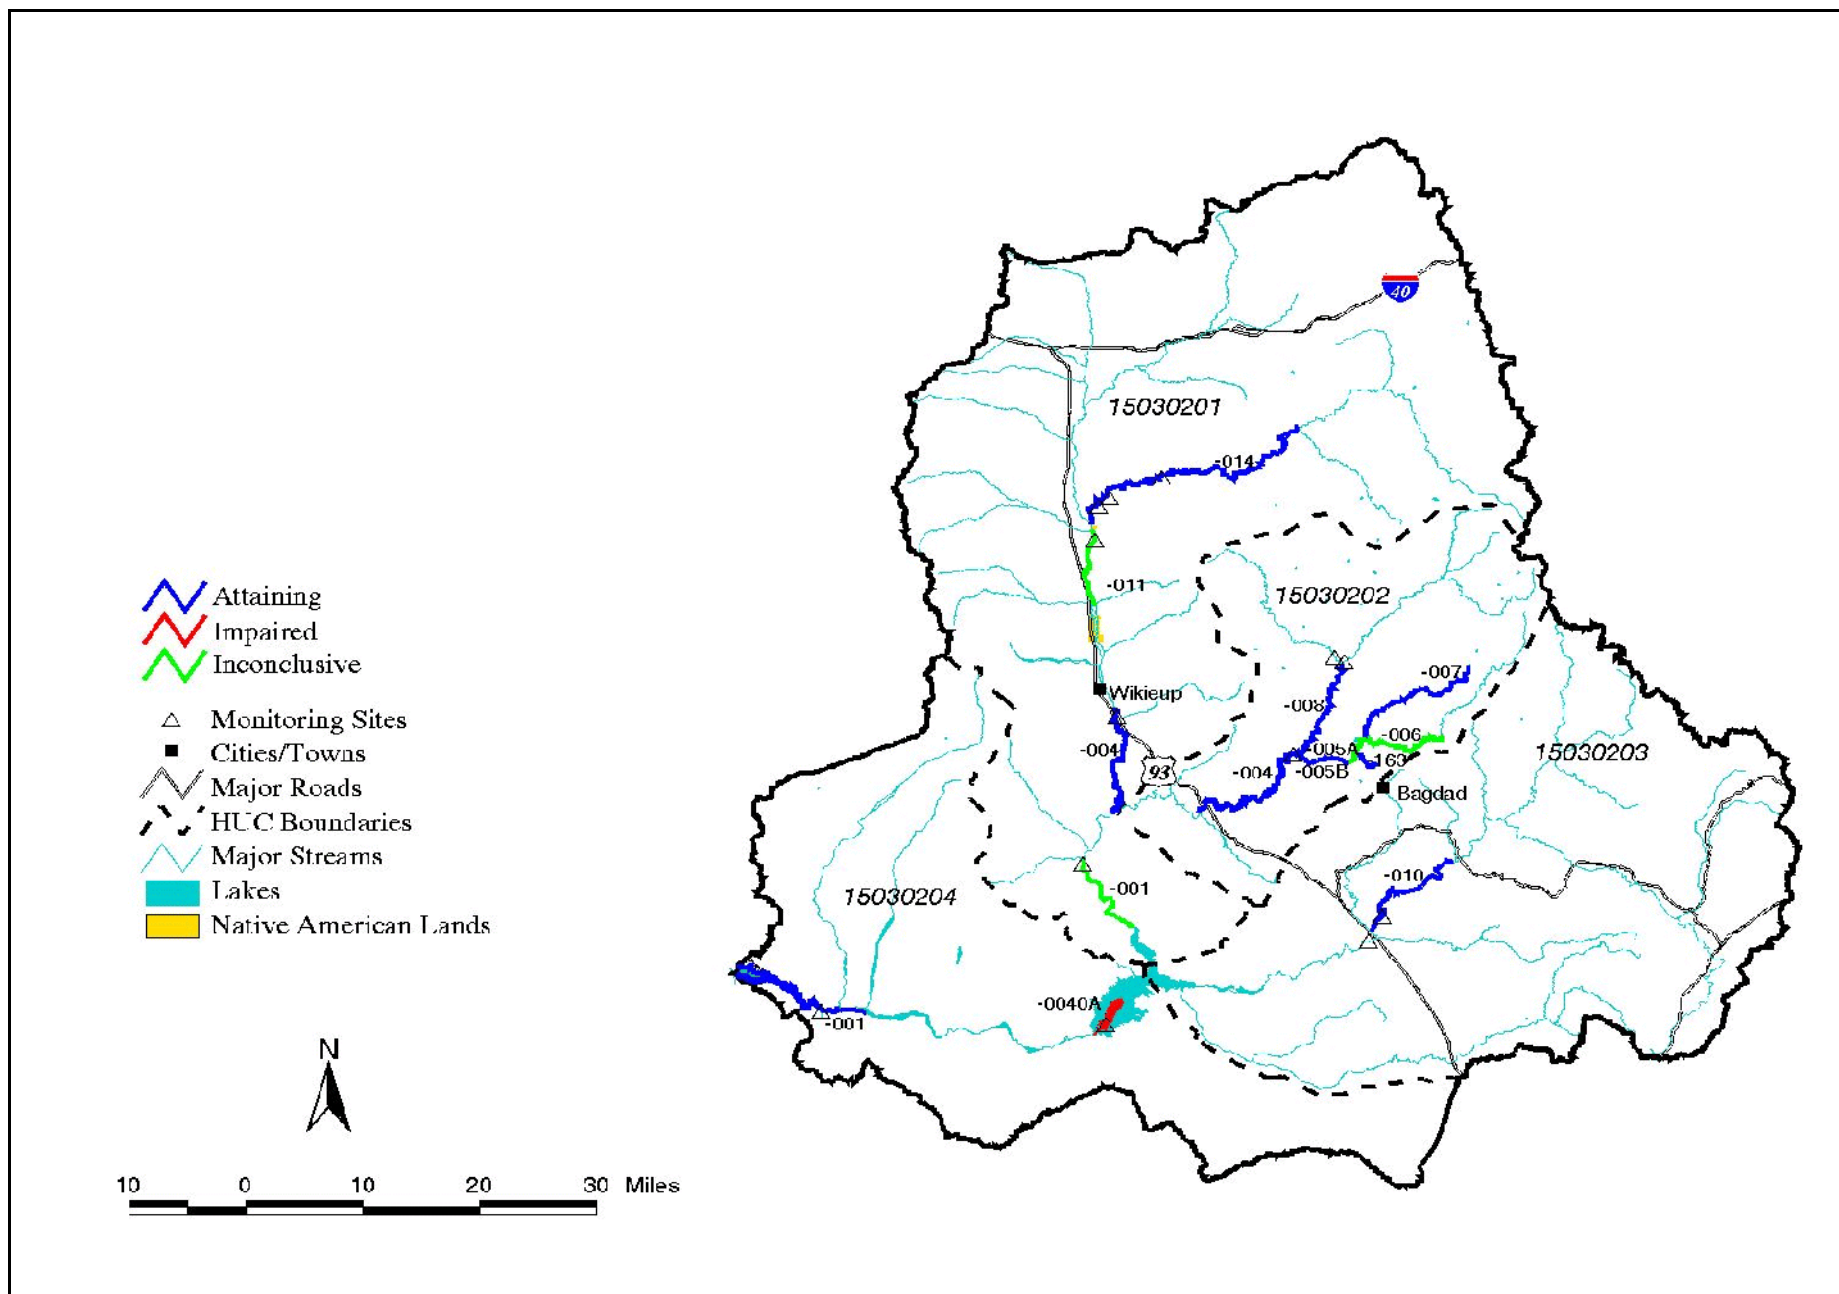 40
15030201
-014
-011
15030202
-007
Wikieup
-008
-006
-004
-005A
15030203
93
-004
-005B
163
Bagdad
-010
15030204
-001
-0040A
-001
Attaining
Impaired
Inconclusive
Monitoring Sites
Cities/Towns
Major Roads
HUC Boundaries
Major Streams
Lakes
Native American Lands
N
10 0 10 20 30 Miles